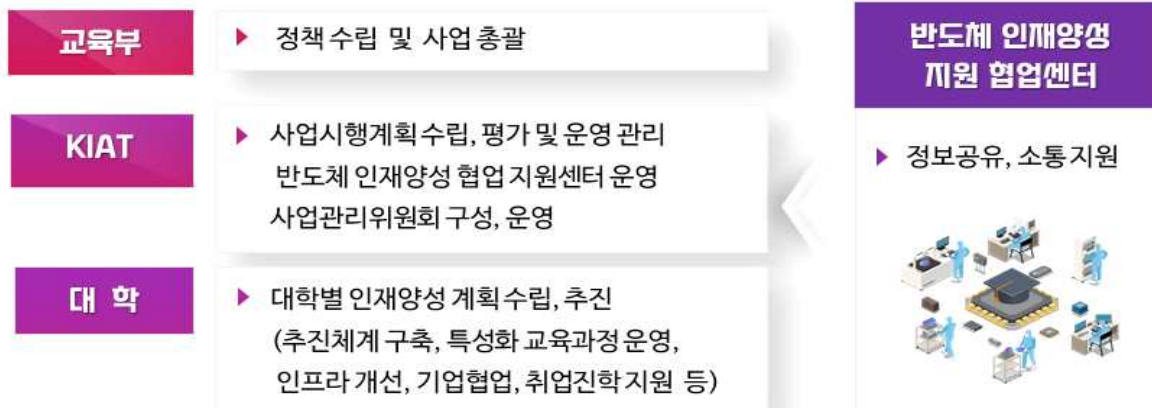 교육부
정책 수립 및 사업 총괄
KIAT
사업시행계획 수립, 평가 및 운영 관리
반도체 인재양성 협업 지원센터 운영
사업관리위원회 구성, 운영
대 학
대학별 인재양성 계획 수립, 추진
(추진체계 구축, 특성화 교육과정 운영,
인프라 개선, 기업협업, 취업진학 지원 등)
반도체 인재양성
지원 협업센터
정보공유, 소통 지원